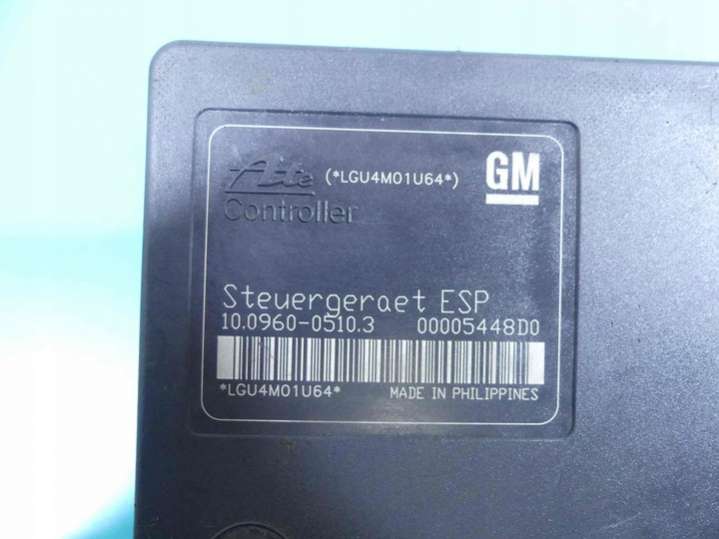 Ate (*LGU4M01U64*) GM
Controller
Steuergeraet ESP
10.0960-0510.3 00005448D0
*LGU4M01U64* MADE IN PHILIPPINES